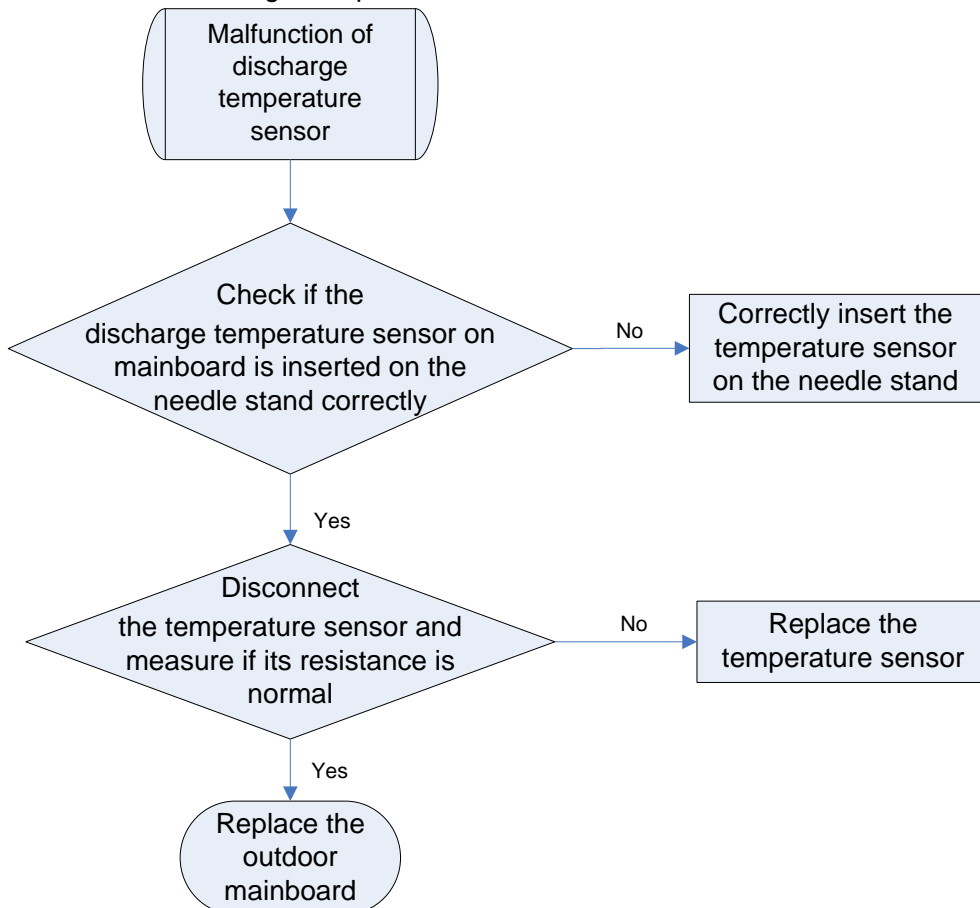 Malfunction of
discharge
temperature
sensor
Check if the
discharge temperature sensor on
mainboard is inserted on the
needle stand correctly
No
Correctly insert the
temperature sensor
on the needle stand
Yes
Disconnect
the temperature sensor and
measure if its resistance is
normal
No
Replace the
temperature sensor
Yes
Replace the
outdoor
mainboard